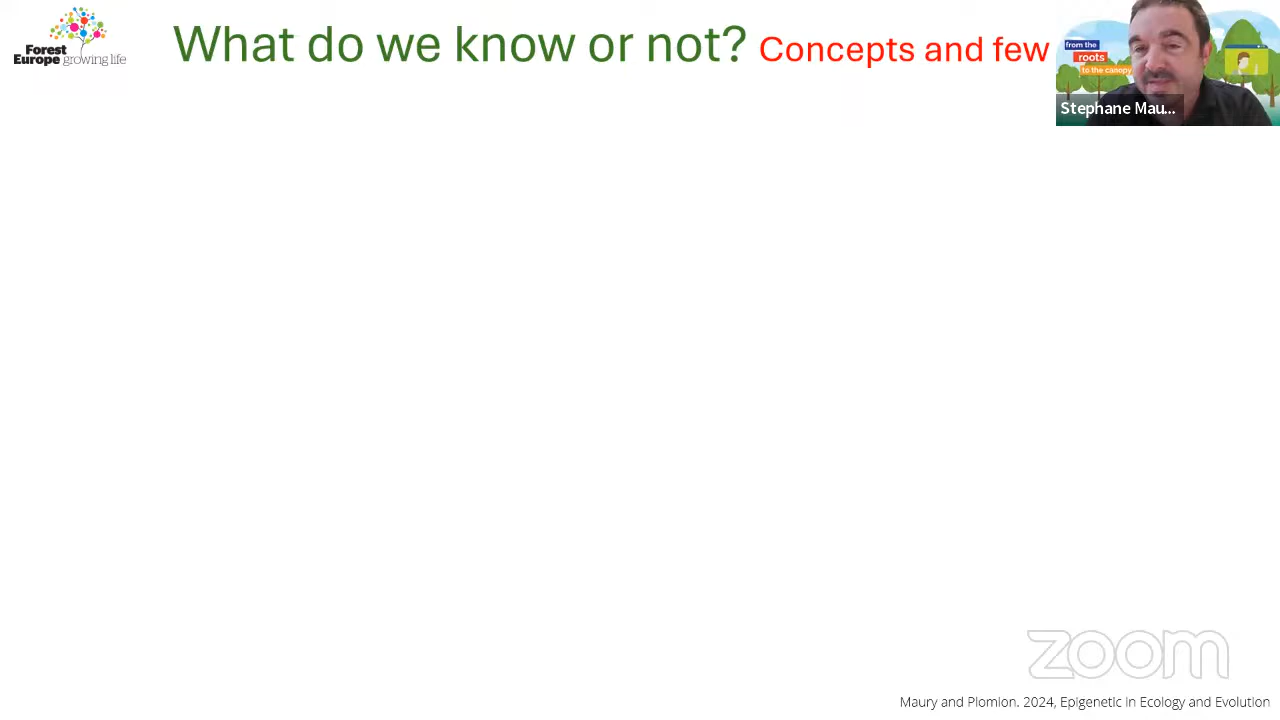 What do we know or not? Concepts and few
Forest
Europe growing life
from the
roots
to the canopy
Stephane Mau...
zoom
Maury and Plomion. 2024, Epigenetic in Ecology and Evolution